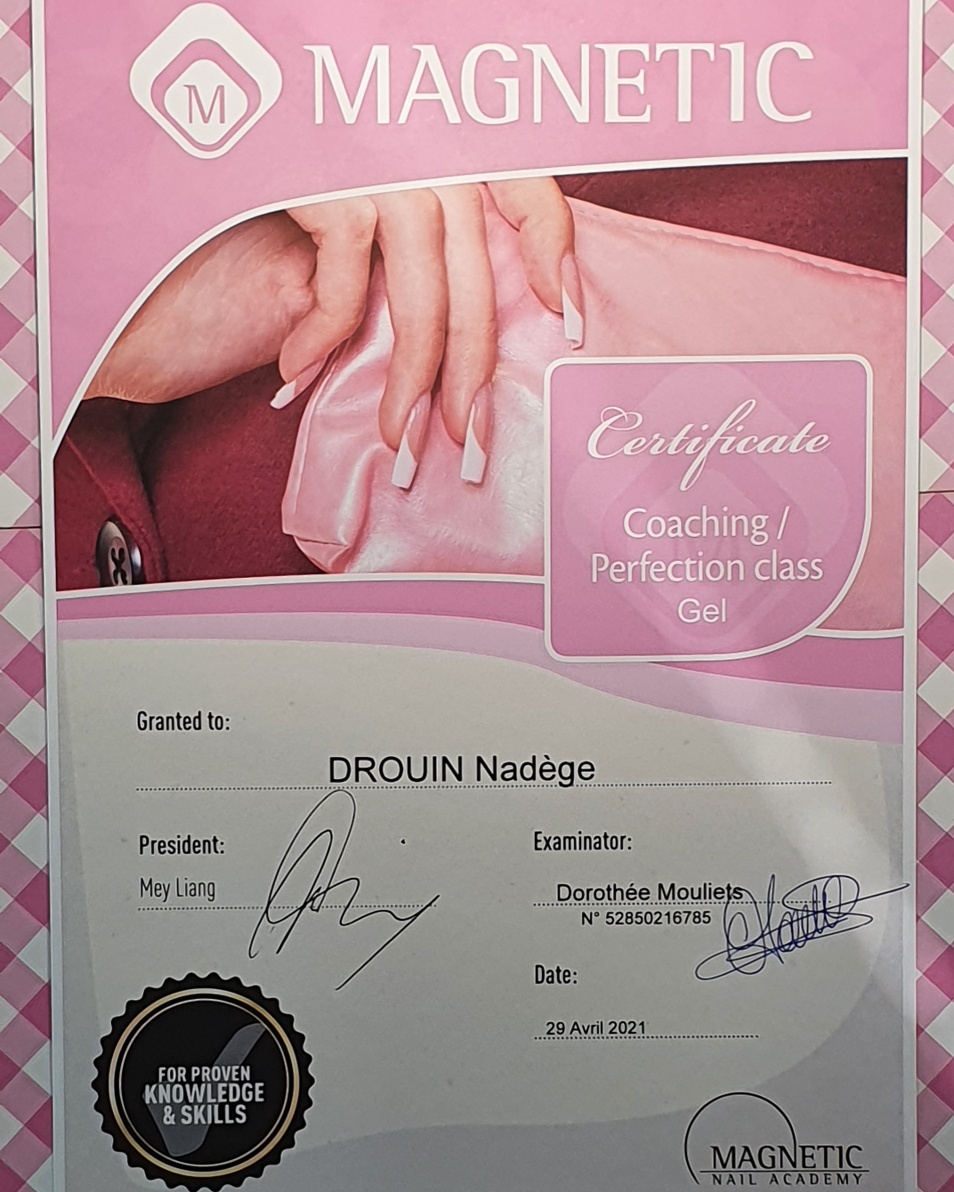 M MAGNETIC
Certificate
Coaching /
Perfection class
Gel
Granted to:
DROUIN Nadège
President:
Mey Liang
Examinator:
Dorothée Mouliets
N° 52850216785
Date:
29 Avril 2021
FOR PROVEN
KNOWLEDGE
& SKILLS
MAGNETIC
NAIL ACADEMY